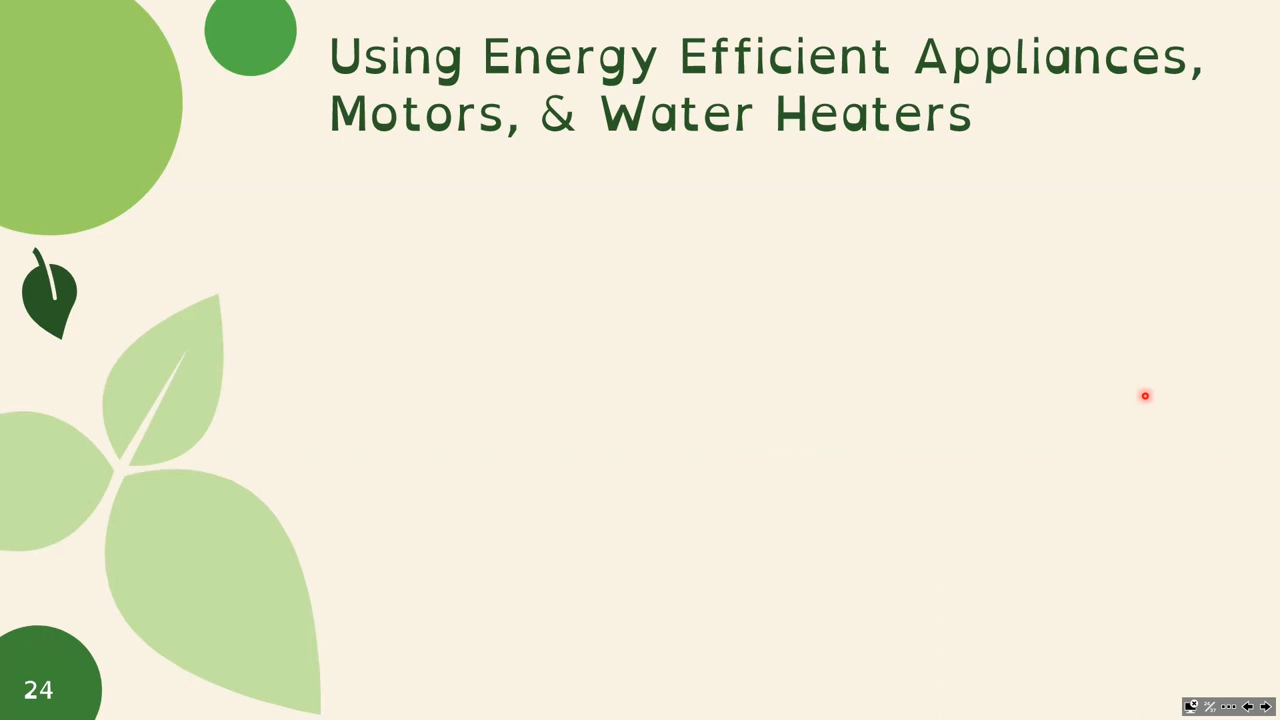 Using Energy Efficient Appliances,
Motors, & Water Heaters
24